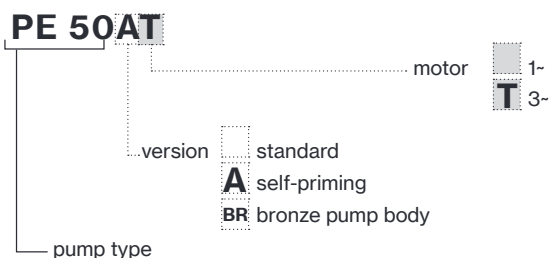 PE 50AT
motor 1~
T 3~
version standard
A self-priming
BR bronze pump body
pump type